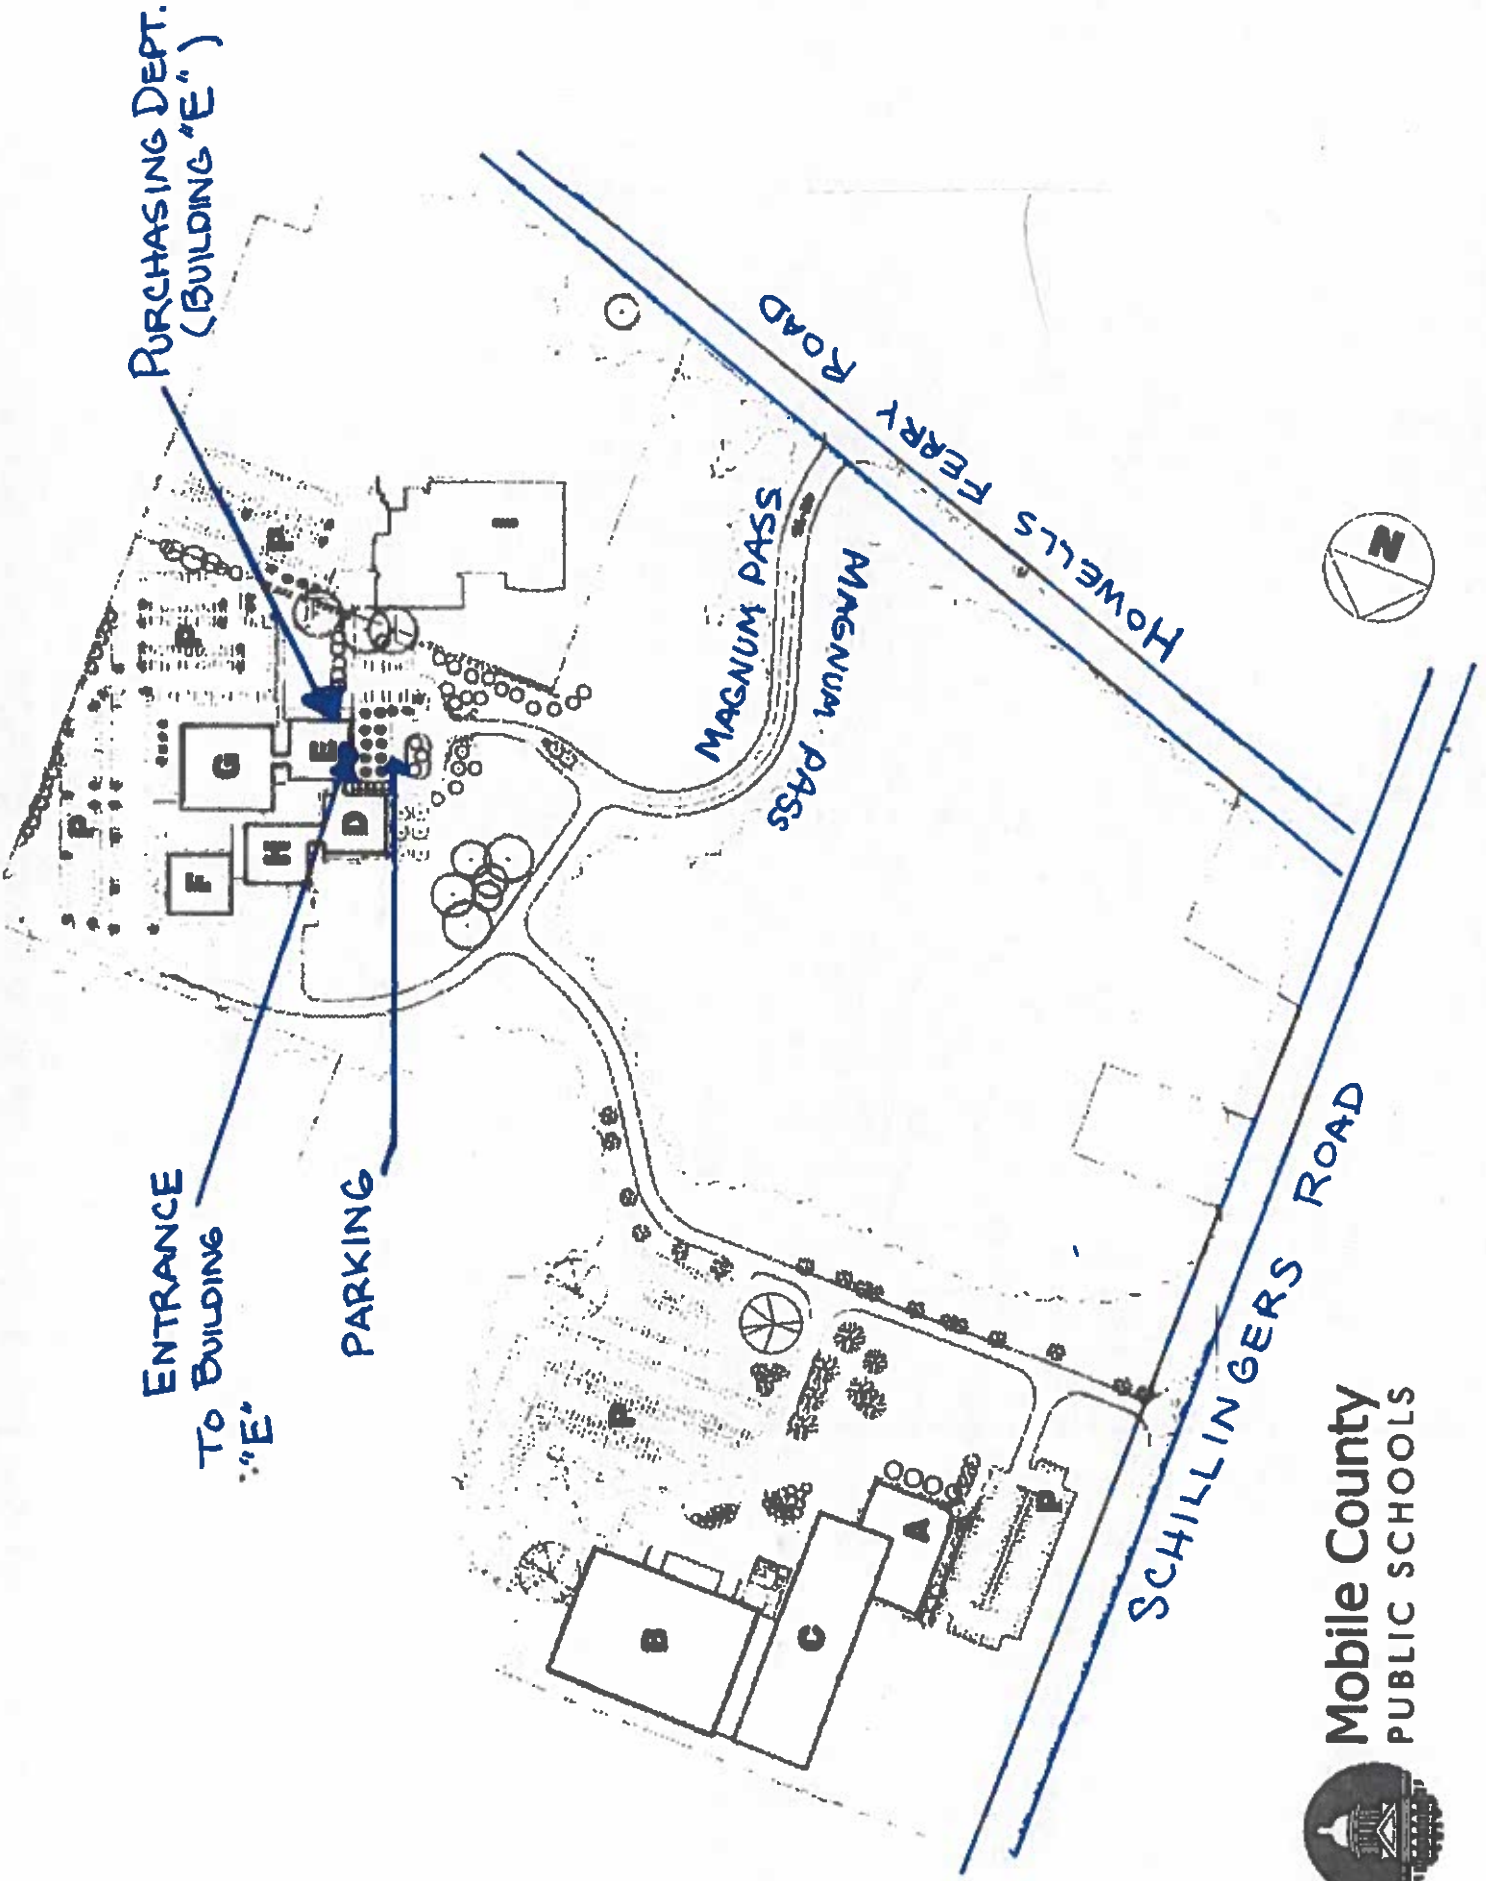 PURCHASING DEPT.
(BUILDING "E")
ENTRANCE
TO BUILDING
"E"
PARKING
P
P
P
F
G
H
E
D
I
MAGNUM PASS
MAGNUM PASS
HOWELLS FERRY ROAD
N
P
B
C
A
P
SCHILLINGERS ROAD
Mobile County
PUBLIC SCHOOLS